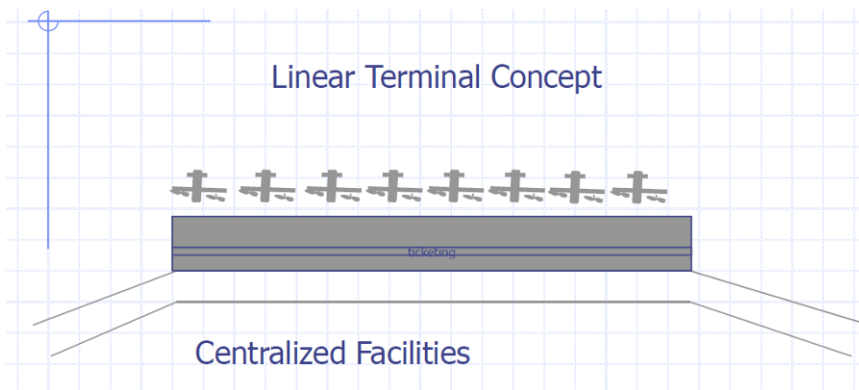 Linear Terminal Concept
ticketing
Centralized Facilities